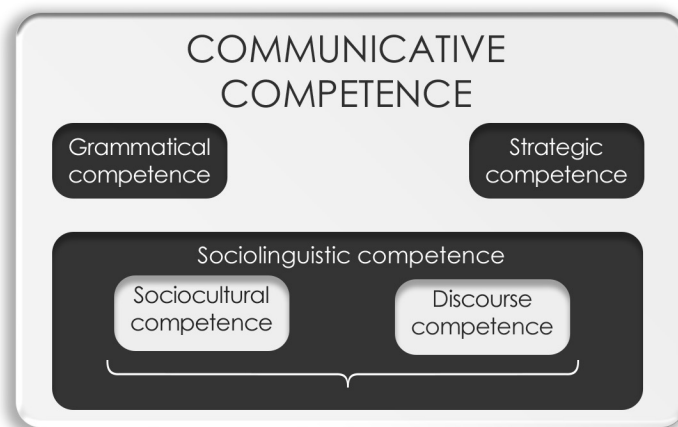 COMMUNICATIVE
COMPETENCE
Grammatical
competence
Strategic
competence
Sociolinguistic competence
Sociocultural
competence
Discourse
competence